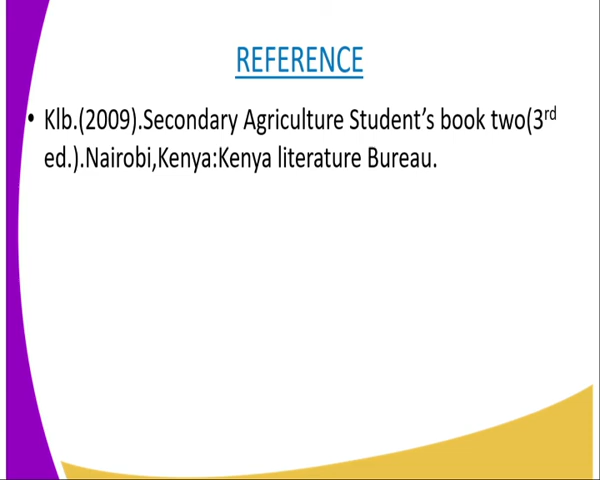 REFERENCE
• Klb.(2009).Secondary Agriculture Student’s book two(3rd
ed.).Nairobi,Kenya:Kenya literature Bureau.